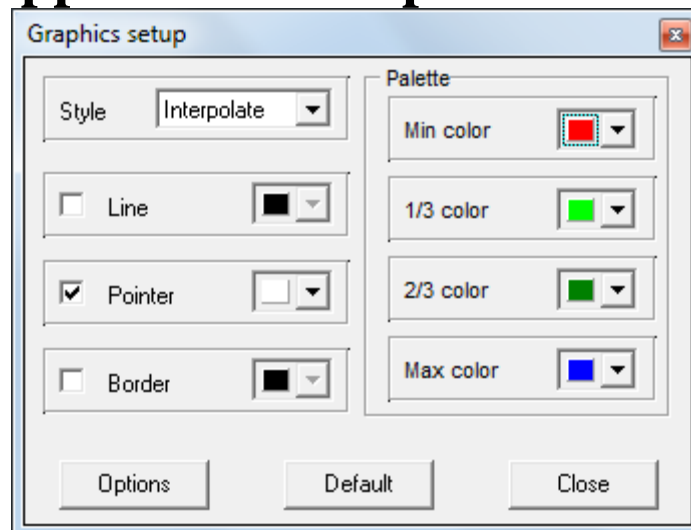 Graphics setup
Style Interpolate
Line
Pointer
Border
Palette
Min color
1/3 color
2/3 color
Max color
Options Default Close